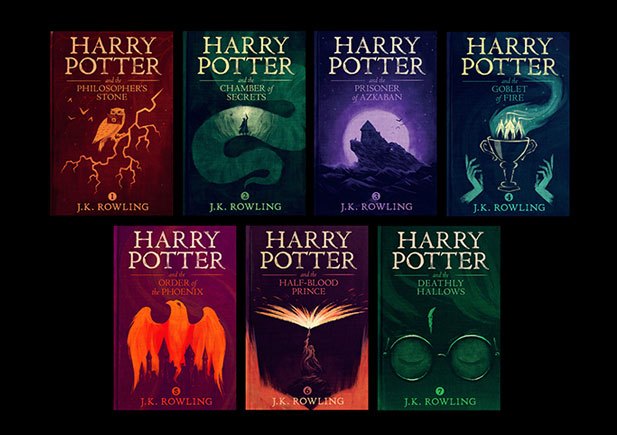 HARRY
POTTER
and the
PHILOSOPHER'S
STONE
1
J.K. ROWLING
HARRY
POTTER
and the
CHAMBER of
SECRETS
2
J.K. ROWLING
HARRY
POTTER
and the
PRISONER
of AZKABAN
3
J.K. ROWLING
HARRY
POTTER
and the
GOBLET
of FIRE
4
J.K. ROWLING
HARRY
POTTER
and the
ORDER of
the PHOENIX
5
J.K. ROWLING
HARRY
POTTER
and the
HALF-BLOOD
PRINCE
6
J.K. ROWLING
HARRY
POTTER
and the
DEATHLY
HALLOWS
7
J.K. ROWLING